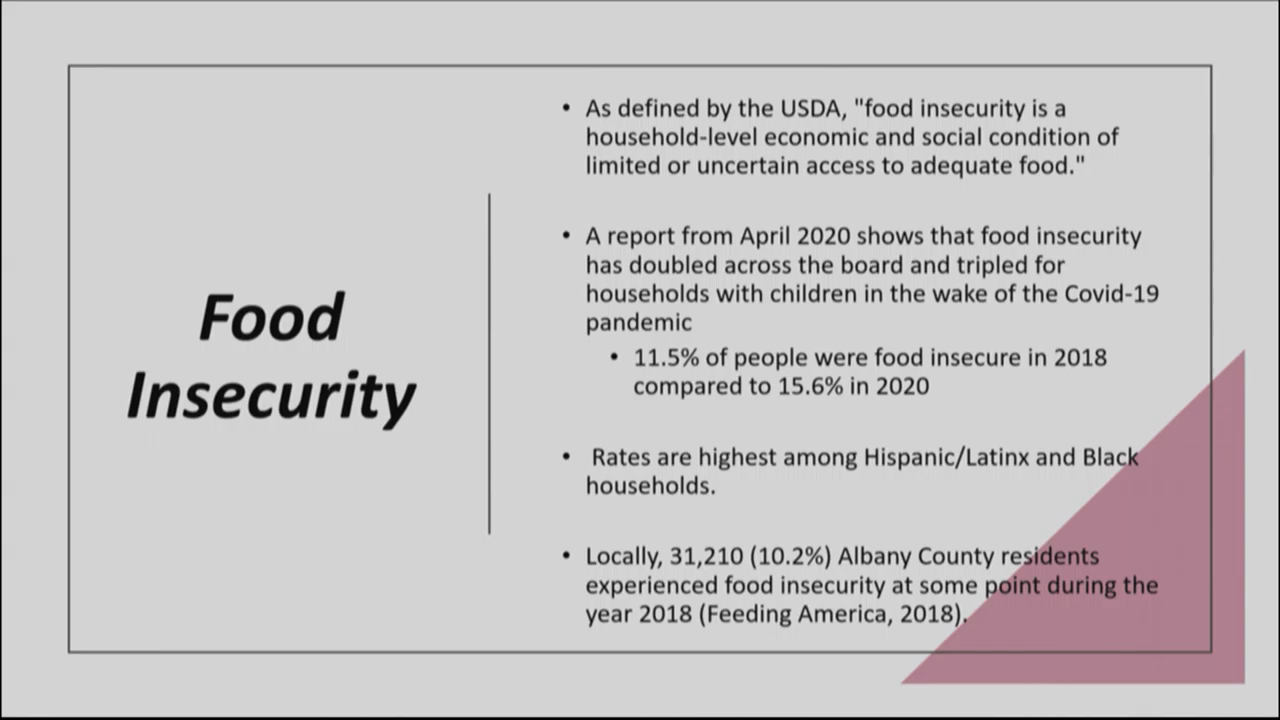 Food
Insecurity
• As defined by the USDA, "food insecurity is a
household-level economic and social condition of
limited or uncertain access to adequate food."
• A report from April 2020 shows that food insecurity
has doubled across the board and tripled for
households with children in the wake of the Covid-19
pandemic
• 11.5% of people were food insecure in 2018
compared to 15.6% in 2020
• Rates are highest among Hispanic/Latinx and Black
households.
• Locally, 31,210 (10.2%) Albany County residents
experienced food insecurity at some point during the
year 2018 (Feeding America, 2018).